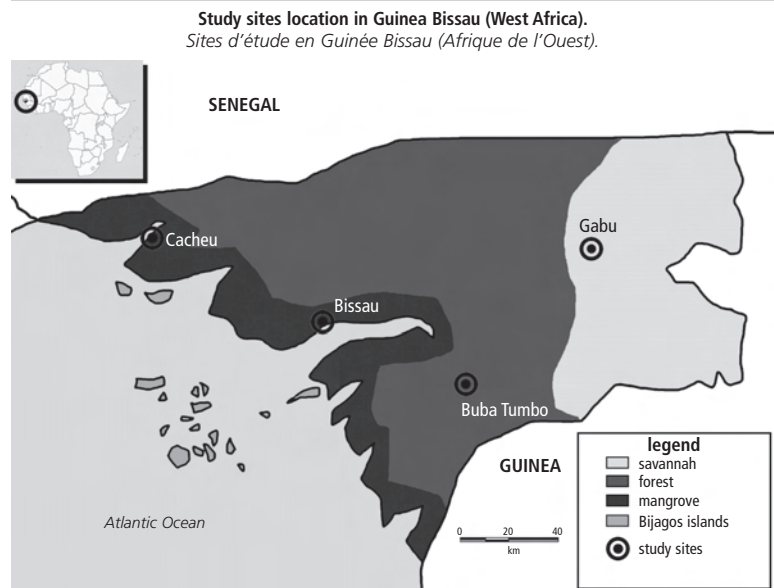 Study sites location in Guinea Bissau (West Africa).
Sites d'étude en Guinée Bissau (Afrique de l'Ouest).
SENEGAL
Gabu
Cacheu
Bissau
Buba Tumbo
GUINEA
Atlantic Ocean
legend
savannah
forest
mangrove
Bijagos islands
study sites
0 20 40
km